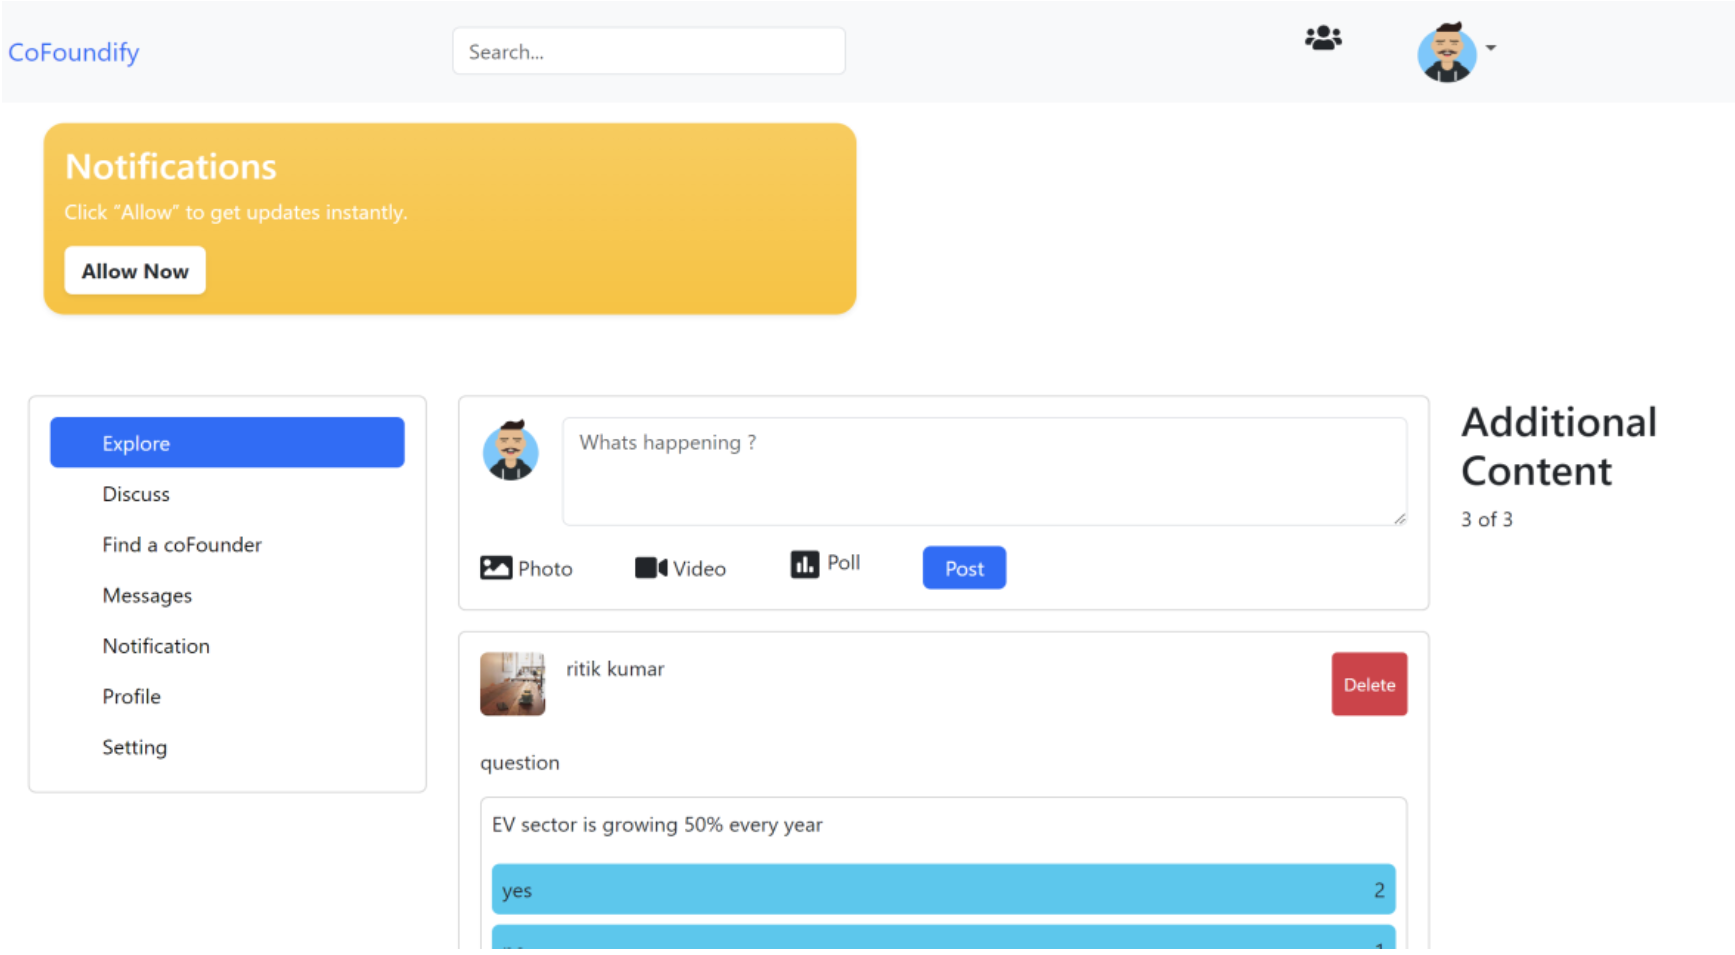 CoFoundify
Search...
Notifications
Click “Allow” to get updates instantly.
Allow Now
Explore
Discuss
Find a coFounder
Messages
Notification
Profile
Setting
Whats happening ?
Photo
Video
Poll
Post
Additional
Content
3 of 3
ritik kumar
Delete
question
EV sector is growing 50% every year
yes 2